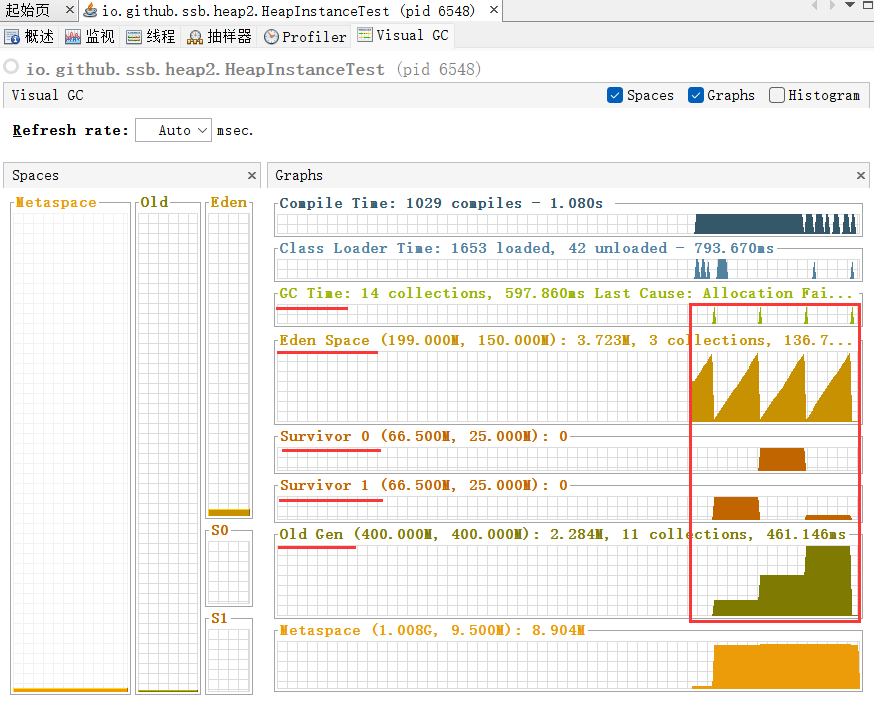 起始页 × io.github.ssb.heap2.HeapInstanceTest (pid 6548) ×
概述 监视 线程 抽样器 Profiler Visual GC
io.github.ssb.heap2.HeapInstanceTest (pid 6548)
Visual GC Spaces Graphs Histogram
Refresh rate: Auto msec.
Spaces ×
Metaspace Old Eden
S0
S1
Graphs ×
Compile Time: 1029 compiles - 1.080s
Class Loader Time: 1653 loaded, 42 unloaded - 793.670ms
GC Time: 14 collections, 597.860ms Last Cause: Allocation Fai...
Eden Space (199.000M, 150.000M): 3.723M, 3 collections, 136.7...
Survivor 0 (66.500M, 25.000M): 0
Survivor 1 (66.500M, 25.000M): 0
Old Gen (400.000M, 400.000M): 2.284M, 11 collections, 461.146ms
Metaspace (1.008G, 9.500M): 8.904M